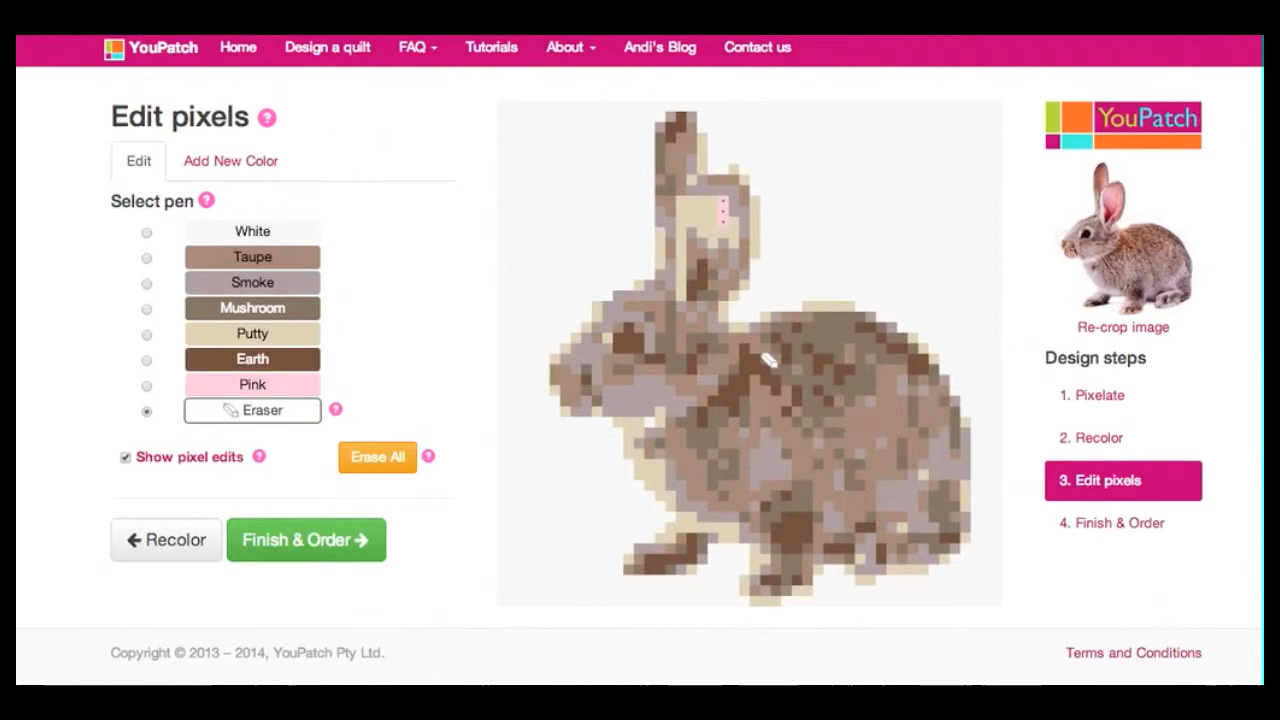 YouPatch Home Design a quilt FAQ Tutorials About Andi's Blog Contact us
Edit pixels ?
Edit Add New Color
Select pen ?
White
Taupe
Smoke
Mushroom
Putty
Earth
Pink
Eraser ?
Show pixel edits ? Erase All ?
Recolor Finish & Order
YouPatch
Re-crop image
Design steps
1. Pixelate
2. Recolor
3. Edit pixels
4. Finish & Order
Copyright © 2013 – 2014, YouPatch Pty Ltd.
Terms and Conditions